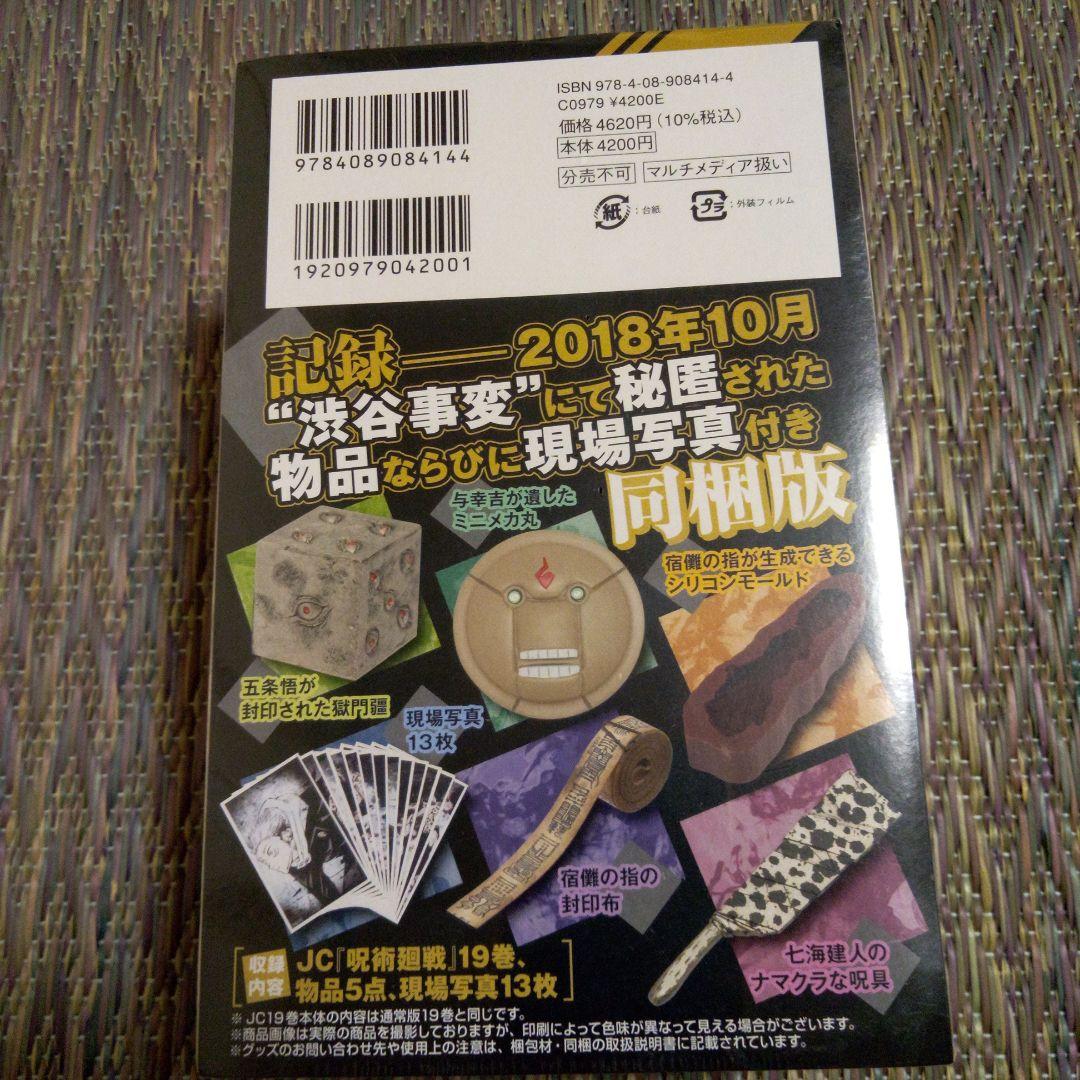 ISBN 978-4-08-908414-4
C0979 ¥4200E
価格 4620円(10%税込)
本体 4200円
分売不可 マルチメディア扱い
紙 :台紙
プラ :外装フィルム
9784089084144
1920979042001
記録――2018年10月
“渋谷事変”にて秘匿された
物品ならびに現場写真付き
同梱版
与幸吉が遺した
ミニメカ丸
宿儺の指が生成できる
シリコンモールド
五条悟が
封印された獄門疆
現場写真
13枚
宿儺の指の
封印布
七海建人の
ナマクラな呪具
収録
内容
JC『呪術廻戦』19巻、
物品5点、現場写真13枚
※JC19巻本体の内容は通常版19巻と同じです。
※商品画像は実際の商品を撮影しておりますが、印刷によって色味が異なって見える場合がございます。
※グッズのお問い合わせ先や使用上の注意は、梱包材・同梱の取扱説明書に記載されています。